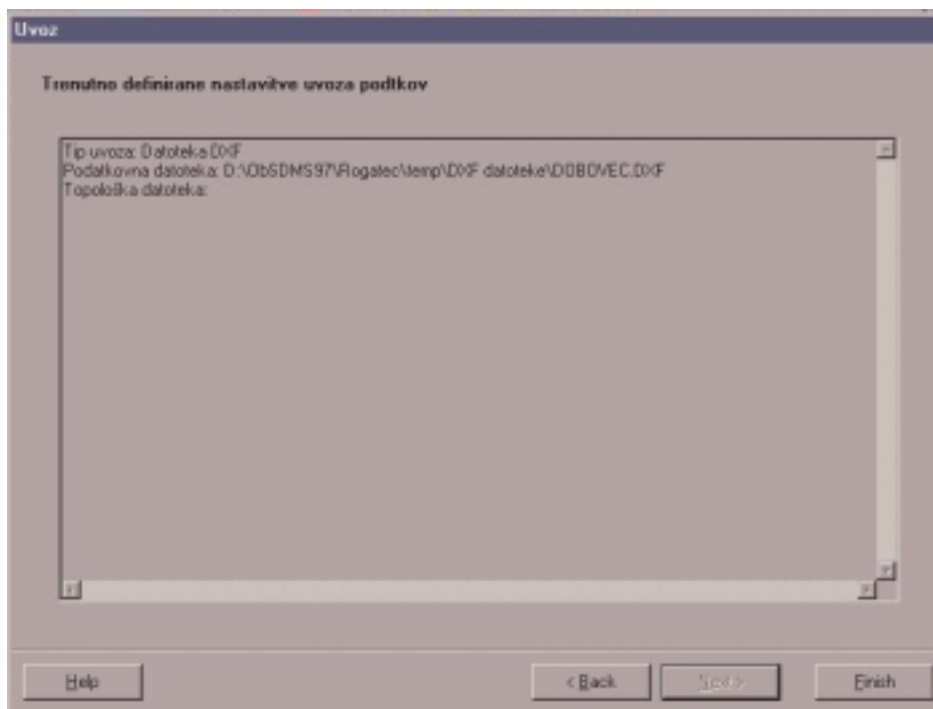 Uvoz
Trenutno definirane nastavitve uvoza podtkov
Tip uvoza: Datoteka DXF
Podatkovna datoteka: D:\ObSDMS97\Rogatec\temp\DXF datoteke\DOBOVEC.DXF
Topološka datoteka:
Help
< Back
Next >
Finish